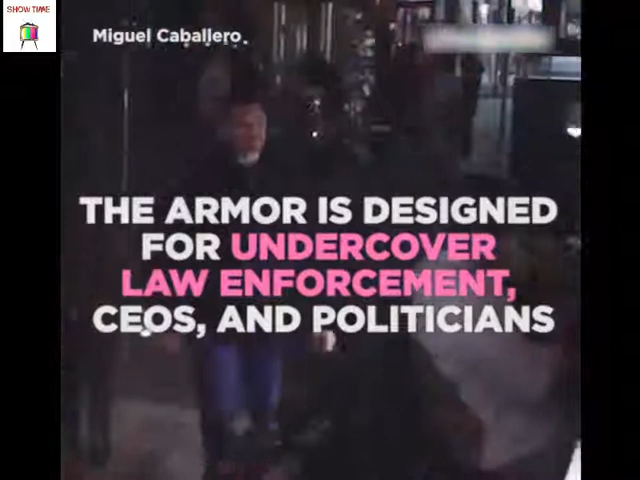 SHOW TIME
Miguel Caballero
THE ARMOR IS DESIGNED
FOR UNDERCOVER
LAW ENFORCEMENT,
CEOS, AND POLITICIANS